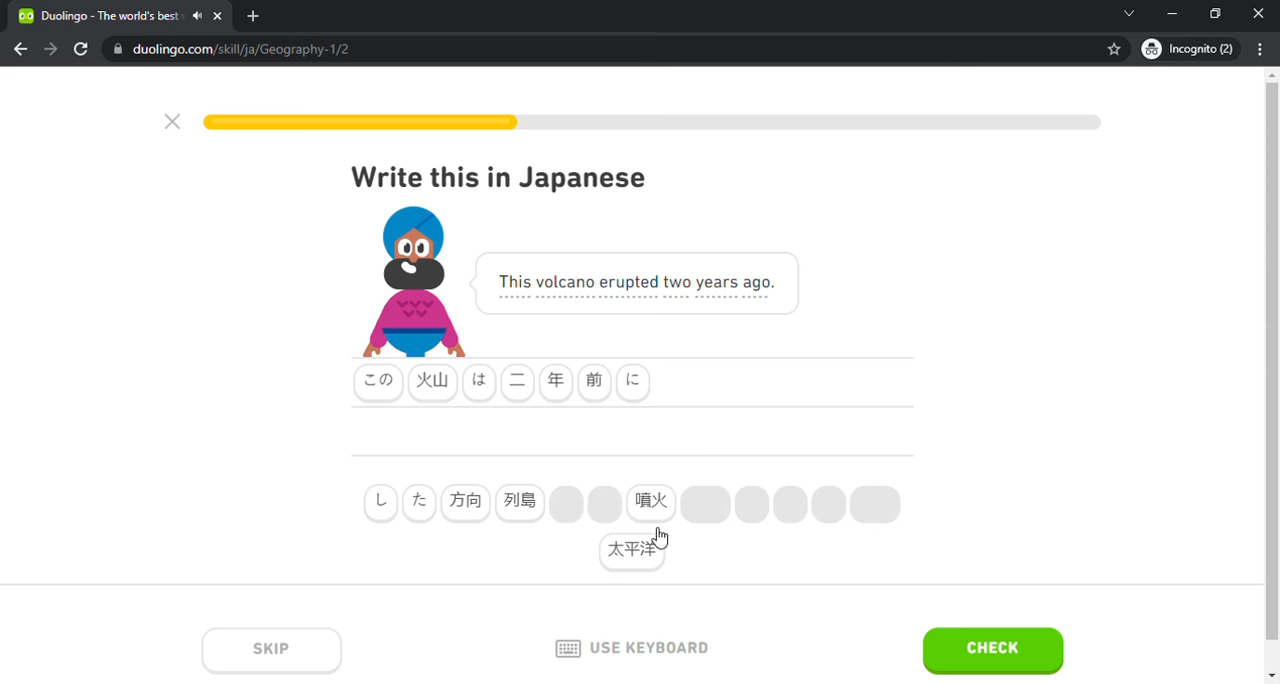 Duolingo - The world's best
duolingo.com/skill/ja/Geography-1/2
Incognito (2)
Write this in Japanese
This volcano erupted two years ago.
この 火山 は 二 年 前 に
し た 方向 列島 噴火
太平洋
SKIP
USE KEYBOARD
CHECK